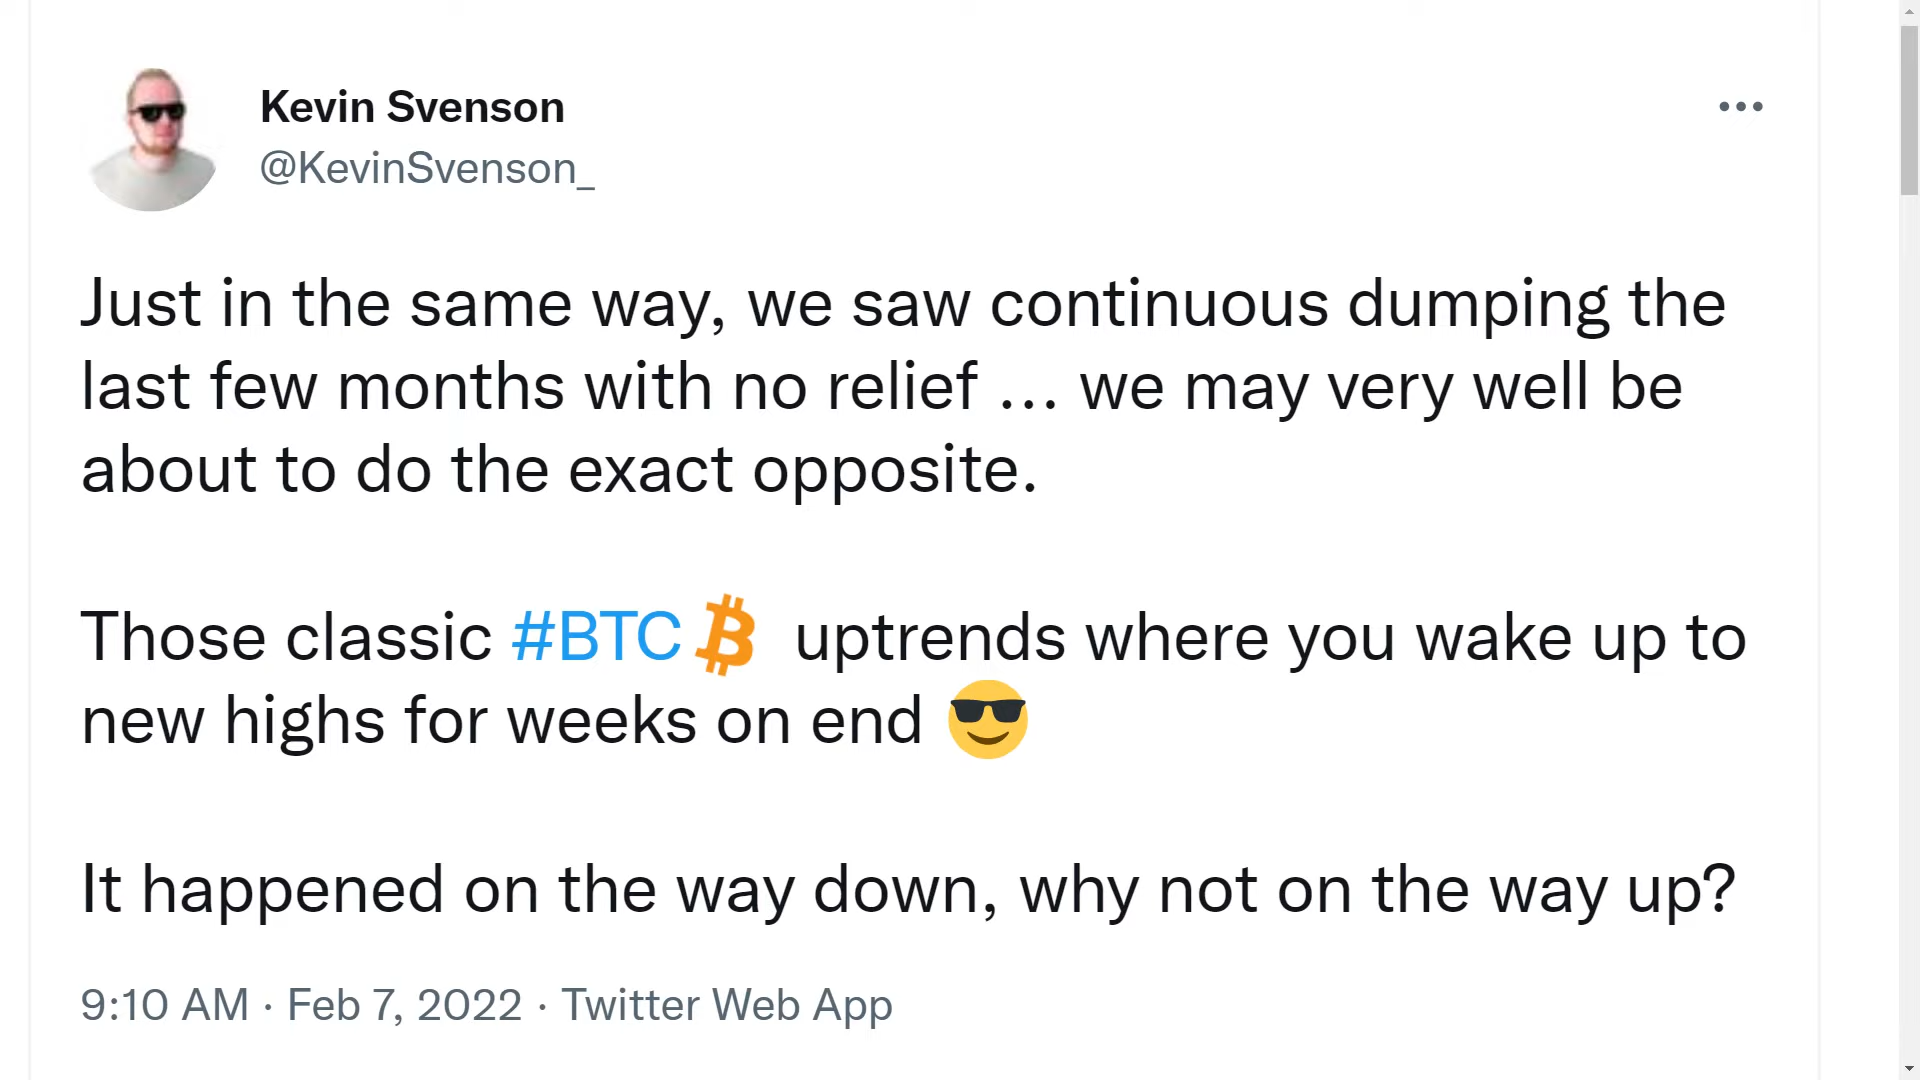 Kevin Svenson
@KevinSvenson_
Just in the same way, we saw continuous dumping the
last few months with no relief … we may very well be
about to do the exact opposite.
Those classic #BTC uptrends where you wake up to
new highs for weeks on end 😎
It happened on the way down, why not on the way up?
9:10 AM · Feb 7, 2022 · Twitter Web App